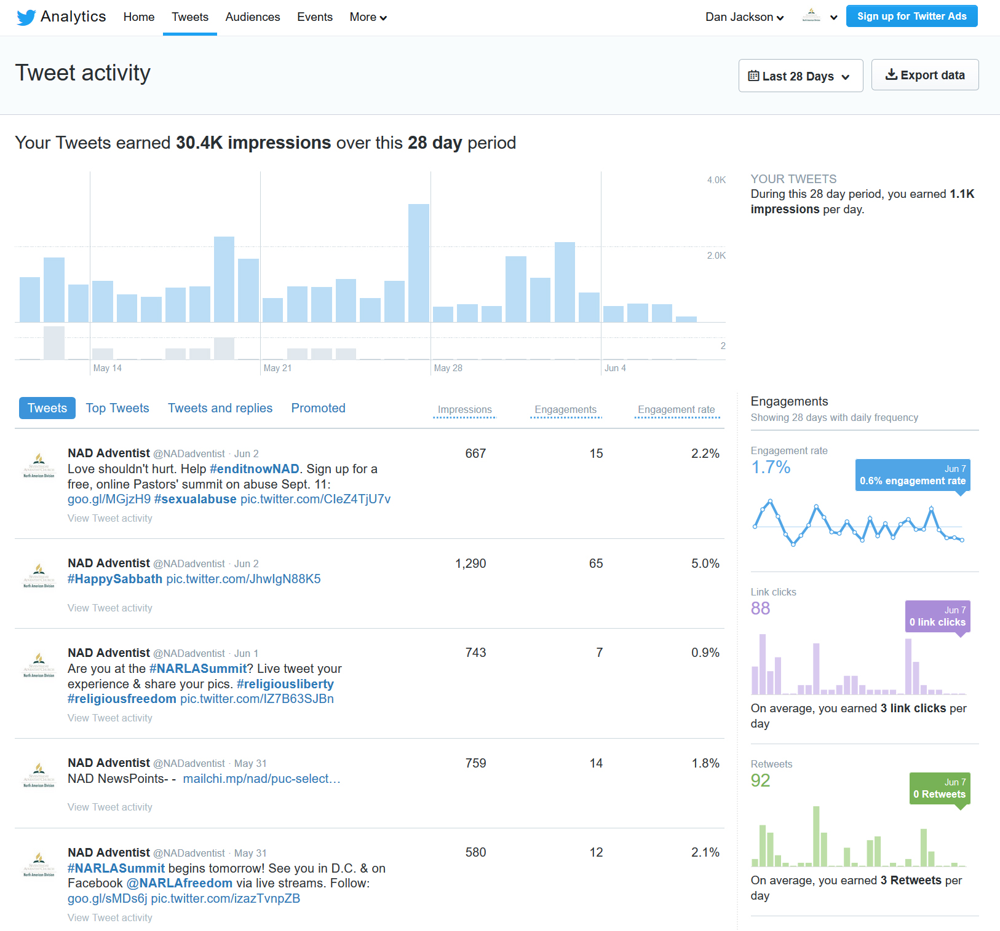 Analytics Home Tweets Audiences Events More Dan Jackson Sign up for Twitter Ads
Tweet activity
Last 28 Days Export data
Your Tweets earned 30.4K impressions over this 28 day period
4.0K
2.0K
2
May 14 May 21 May 28 Jun 4
YOUR TWEETS
During this 28 day period, you earned 1.1K
impressions per day.
Tweets Top Tweets Tweets and replies Promoted Impressions Engagements Engagement rate
NAD Adventist @NADadventist · Jun 2 667 15 2.2%
Love shouldn't hurt. Help #enditnowNAD. Sign up for a
free, online Pastors' summit on abuse Sept. 11:
goo.gl/MGjzH9 #sexualabuse pic.twitter.com/CIeZ4TjU7v
View Tweet activity
NAD Adventist @NADadventist · Jun 2 1,290 65 5.0%
#HappySabbath pic.twitter.com/JhwIgN88K5
View Tweet activity
NAD Adventist @NADadventist · Jun 1 743 7 0.9%
Are you at the #NARLASummit? Live tweet your
experience & share your pics. #religiousliberty
#religiousfreedom pic.twitter.com/IZ7B63SJBn
View Tweet activity
NAD Adventist @NADadventist · May 31 759 14 1.8%
NAD NewsPoints- - mailchi.mp/nad/puc-select…
View Tweet activity
NAD Adventist @NADadventist · May 31 580 12 2.1%
#NARLASummit begins tomorrow! See you in D.C. & on
Facebook @NARLAfreedom via live streams. Follow:
goo.gl/sMDs6j pic.twitter.com/izazTvnpZB
View Tweet activity
Engagements
Showing 28 days with daily frequency
Engagement rate
1.7%
Jun 7
0.6% engagement rate
Link clicks
88
Jun 7
0 link clicks
On average, you earned 3 link clicks per
day
Retweets
92
Jun 7
0 Retweets
On average, you earned 3 Retweets per
day